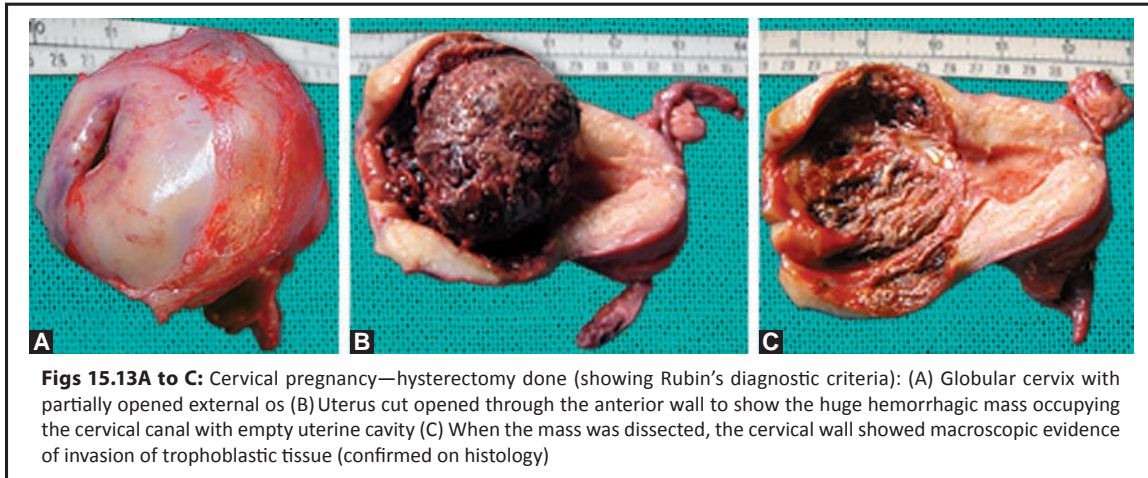 A
B
C
Figs 15.13A to C: Cervical pregnancy—hysterectomy done (showing Rubin's diagnostic criteria): (A) Globular cervix with
partially opened external os (B) Uterus cut opened through the anterior wall to show the huge hemorrhagic mass occupying
the cervical canal with empty uterine cavity (C) When the mass was dissected, the cervical wall showed macroscopic evidence
of invasion of trophoblastic tissue (confirmed on histology)